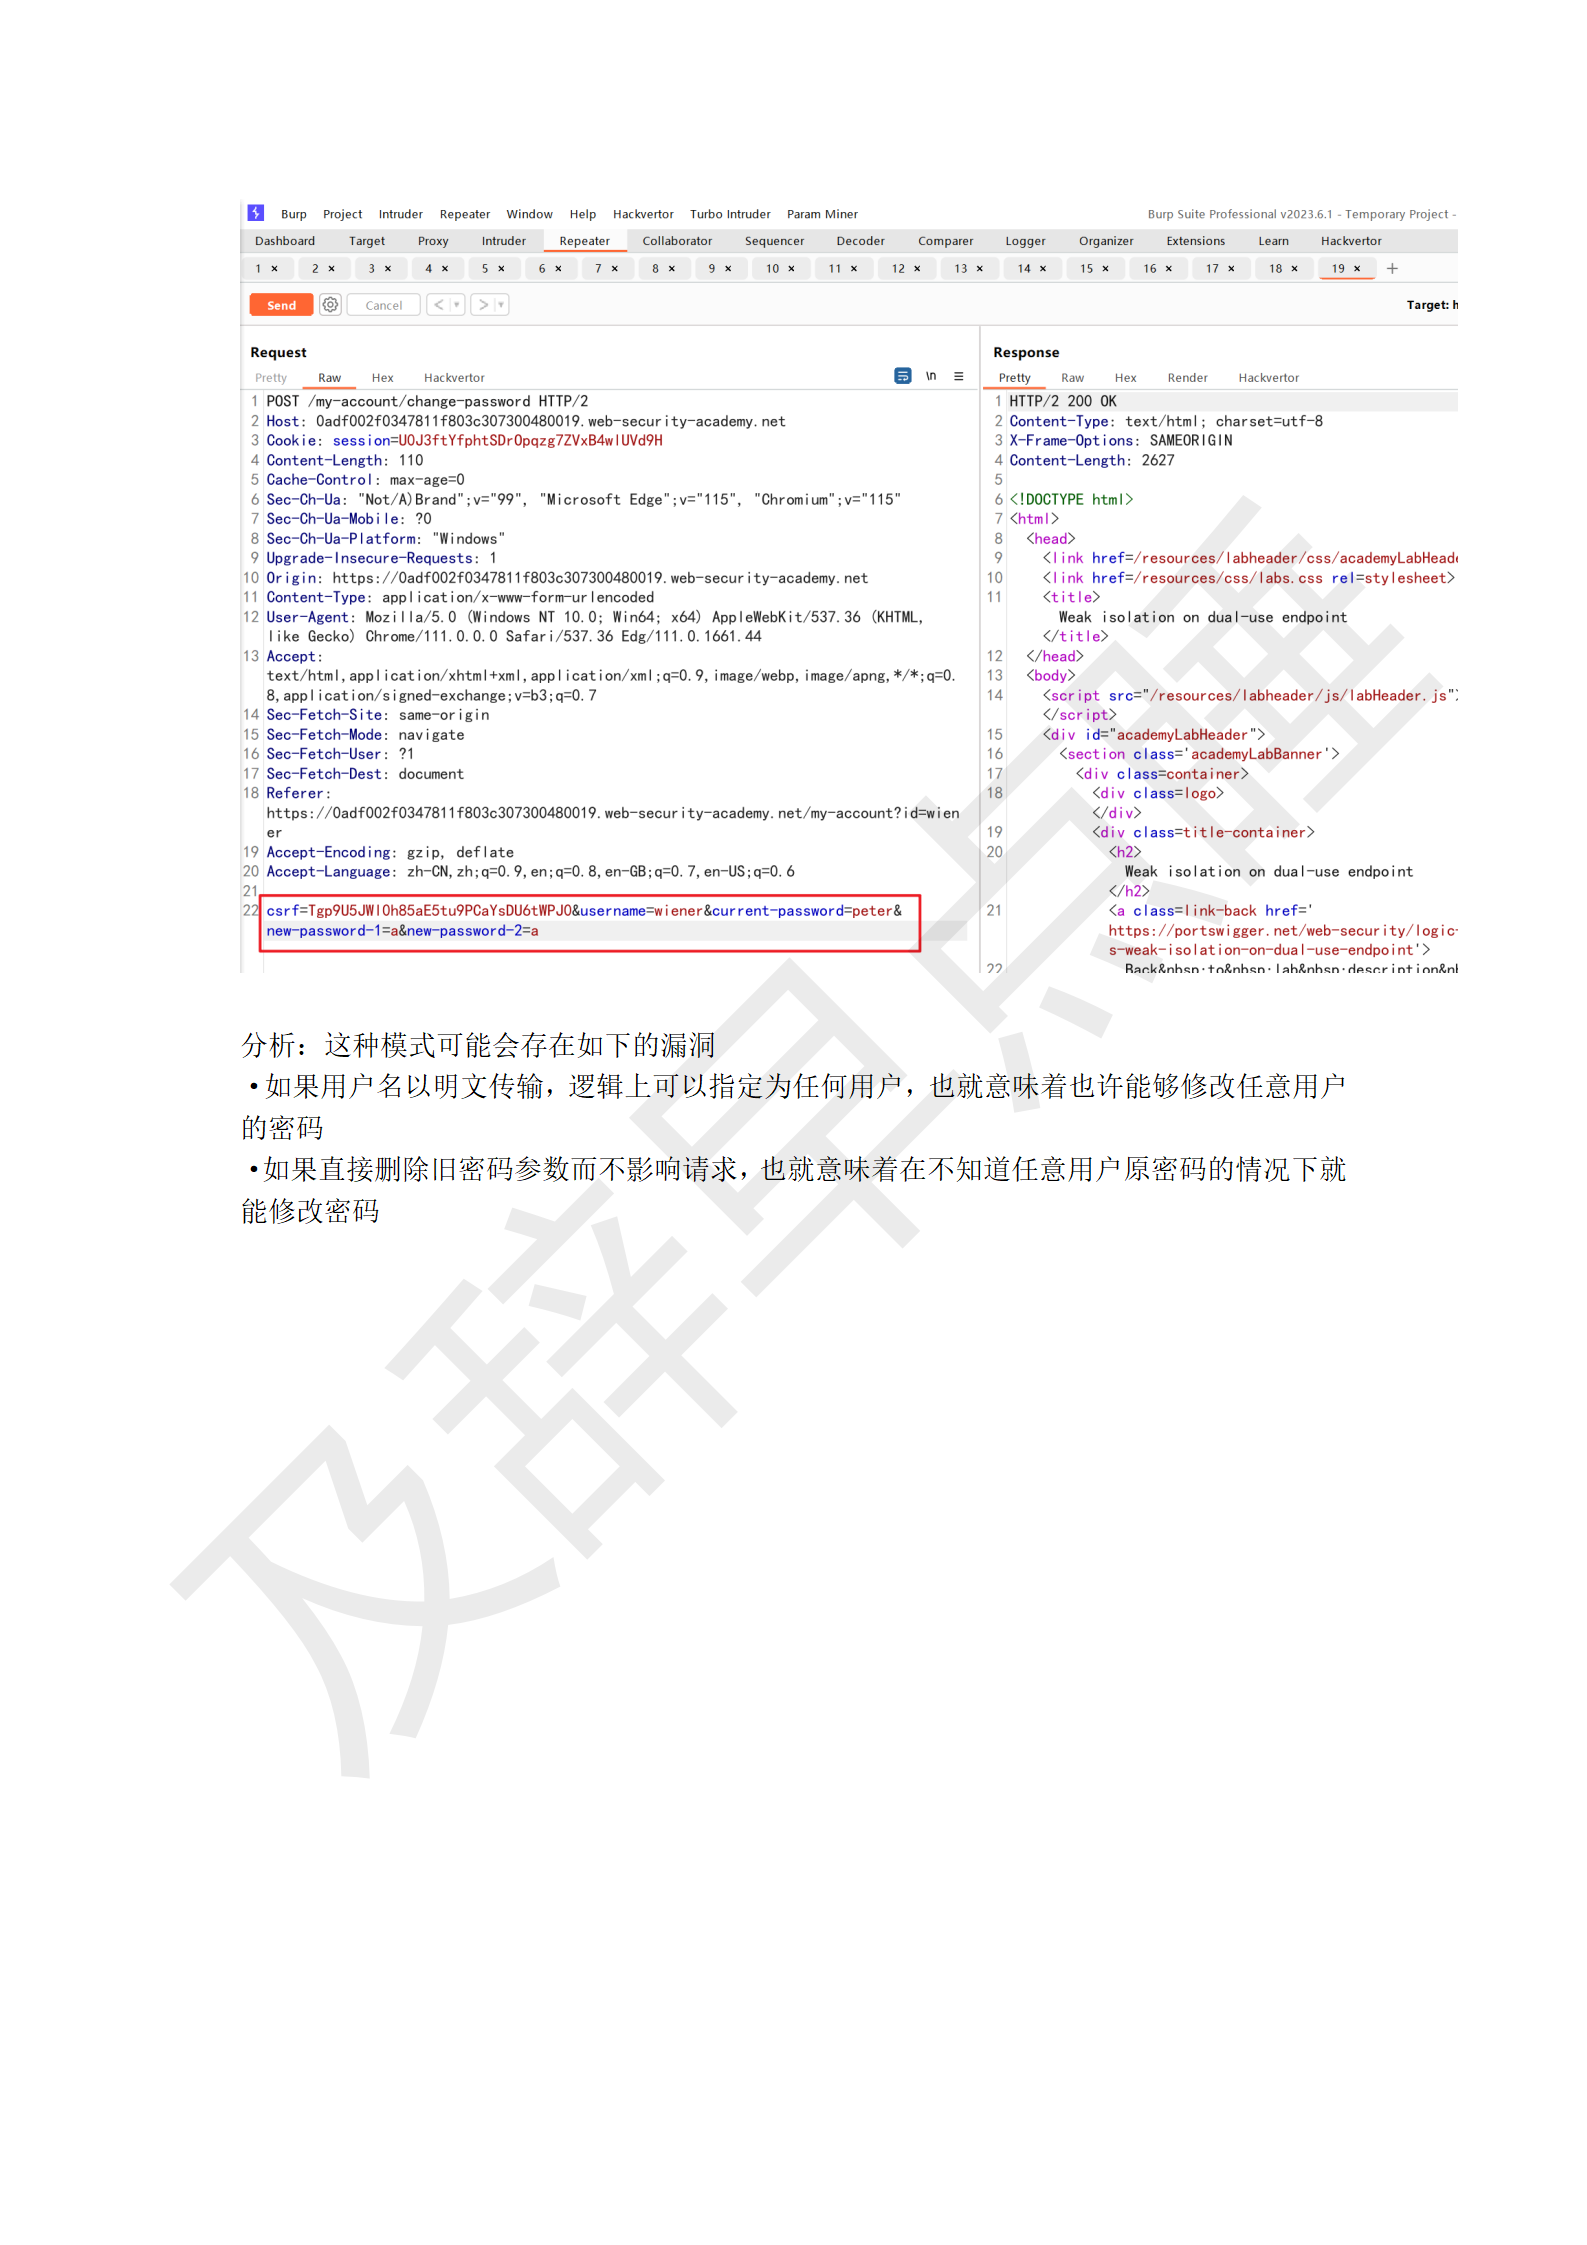 Burp Project Intruder Repeater Window Help Hackvertor Turbo Intruder Param Miner Burp Suite Professional v2023.6.1 - Temporary Project -
Dashboard Target Proxy Intruder Repeater Collaborator Sequencer Decoder Comparer Logger Organizer Extensions Learn Hackvertor
1 × 2 × 3 × 4 × 5 × 6 × 7 × 8 × 9 × 10 × 11 × 12 × 13 × 14 × 15 × 16 × 17 × 18 × 19 × +
Send Cancel < > Target: h
Request
Pretty Raw Hex Hackvertor \n
1 POST /my-account/change-password HTTP/2
2 Host: 0adf002f0347811f803c307300480019.web-security-academy.net
3 Cookie: session=UOJ3ftYfphtSDrOpqzg7ZVxB4wlUVd9H
4 Content-Length: 110
5 Cache-Control: max-age=0
6 Sec-Ch-Ua: "Not/A)Brand";v="99", "Microsoft Edge";v="115", "Chromium";v="115"
7 Sec-Ch-Ua-Mobile: ?0
8 Sec-Ch-Ua-Platform: "Windows"
9 Upgrade-Insecure-Requests: 1
10 Origin: https://0adf002f0347811f803c307300480019.web-security-academy.net
11 Content-Type: application/x-www-form-urlencoded
12 User-Agent: Mozilla/5.0 (Windows NT 10.0; Win64; x64) AppleWebKit/537.36 (KHTML,
like Gecko) Chrome/111.0.0.0 Safari/537.36 Edg/111.0.1661.44
13 Accept:
text/html,application/xhtml+xml,application/xml;q=0.9,image/webp,image/apng,*/*;q=0.
8,application/signed-exchange;v=b3;q=0.7
14 Sec-Fetch-Site: same-origin
15 Sec-Fetch-Mode: navigate
16 Sec-Fetch-User: ?1
17 Sec-Fetch-Dest: document
18 Referer:
https://0adf002f0347811f803c307300480019.web-security-academy.net/my-account?id=wien
er
19 Accept-Encoding: gzip, deflate
20 Accept-Language: zh-CN,zh;q=0.9,en;q=0.8,en-GB;q=0.7,en-US;q=0.6
21
22 csrf=Tgp9U5JWl0h85aE5tu9PCaYsDU6tWPJO&username=wiener&current-password=peter&
new-password-1=a&new-password-2=a
Response
Pretty Raw Hex Render Hackvertor
1 HTTP/2 200 OK
2 Content-Type: text/html; charset=utf-8
3 X-Frame-Options: SAMEORIGIN
4 Content-Length: 2627
5
6 <!DOCTYPE html>
7 <html>
8 <head>
9 <link href=/resources/labheader/css/academyLabHeade
10 <link href=/resources/css/labs.css rel=stylesheet>
11 <title>
Weak isolation on dual-use endpoint
</title>
12 </head>
13 <body>
14 <script src="/resources/labheader/js/labHeader.js">
</script>
15 <div id="academyLabHeader">
16 <section class='academyLabBanner'>
17 <div class=container>
18 <div class=logo>
</div>
19 <div class=title-container>
20 <h2>
Weak isolation on dual-use endpoint
</h2>
21 <a class=link-back href='
https://portswigger.net/web-security/logic-
s-weak-isolation-on-dual-use-endpoint'>
22 Back&nbsp;to&nbsp;lab&nbsp;description&nb
分析：这种模式可能会存在如下的漏洞
•如果用户名以明文传输，逻辑上可以指定为任何用户，也就意味着也许能够修改任意用户
的密码
•如果直接删除旧密码参数而不影响请求，也就意味着在不知道任意用户原密码的情况下就
能修改密码
及辞早点睡